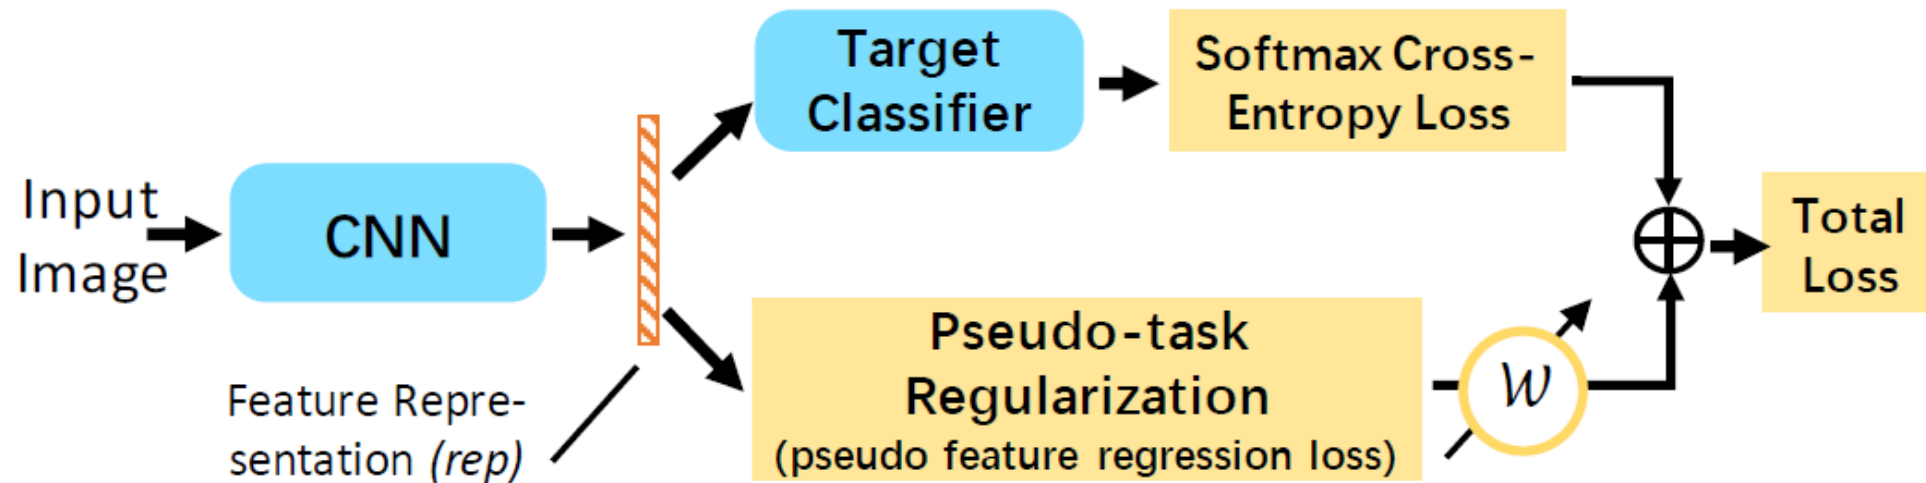 Input
Image
CNN
Feature Repre-
sentation (rep)
Target
Classifier
Softmax Cross-
Entropy Loss
Pseudo-task
Regularization
(pseudo feature regression loss)
W
Total
Loss